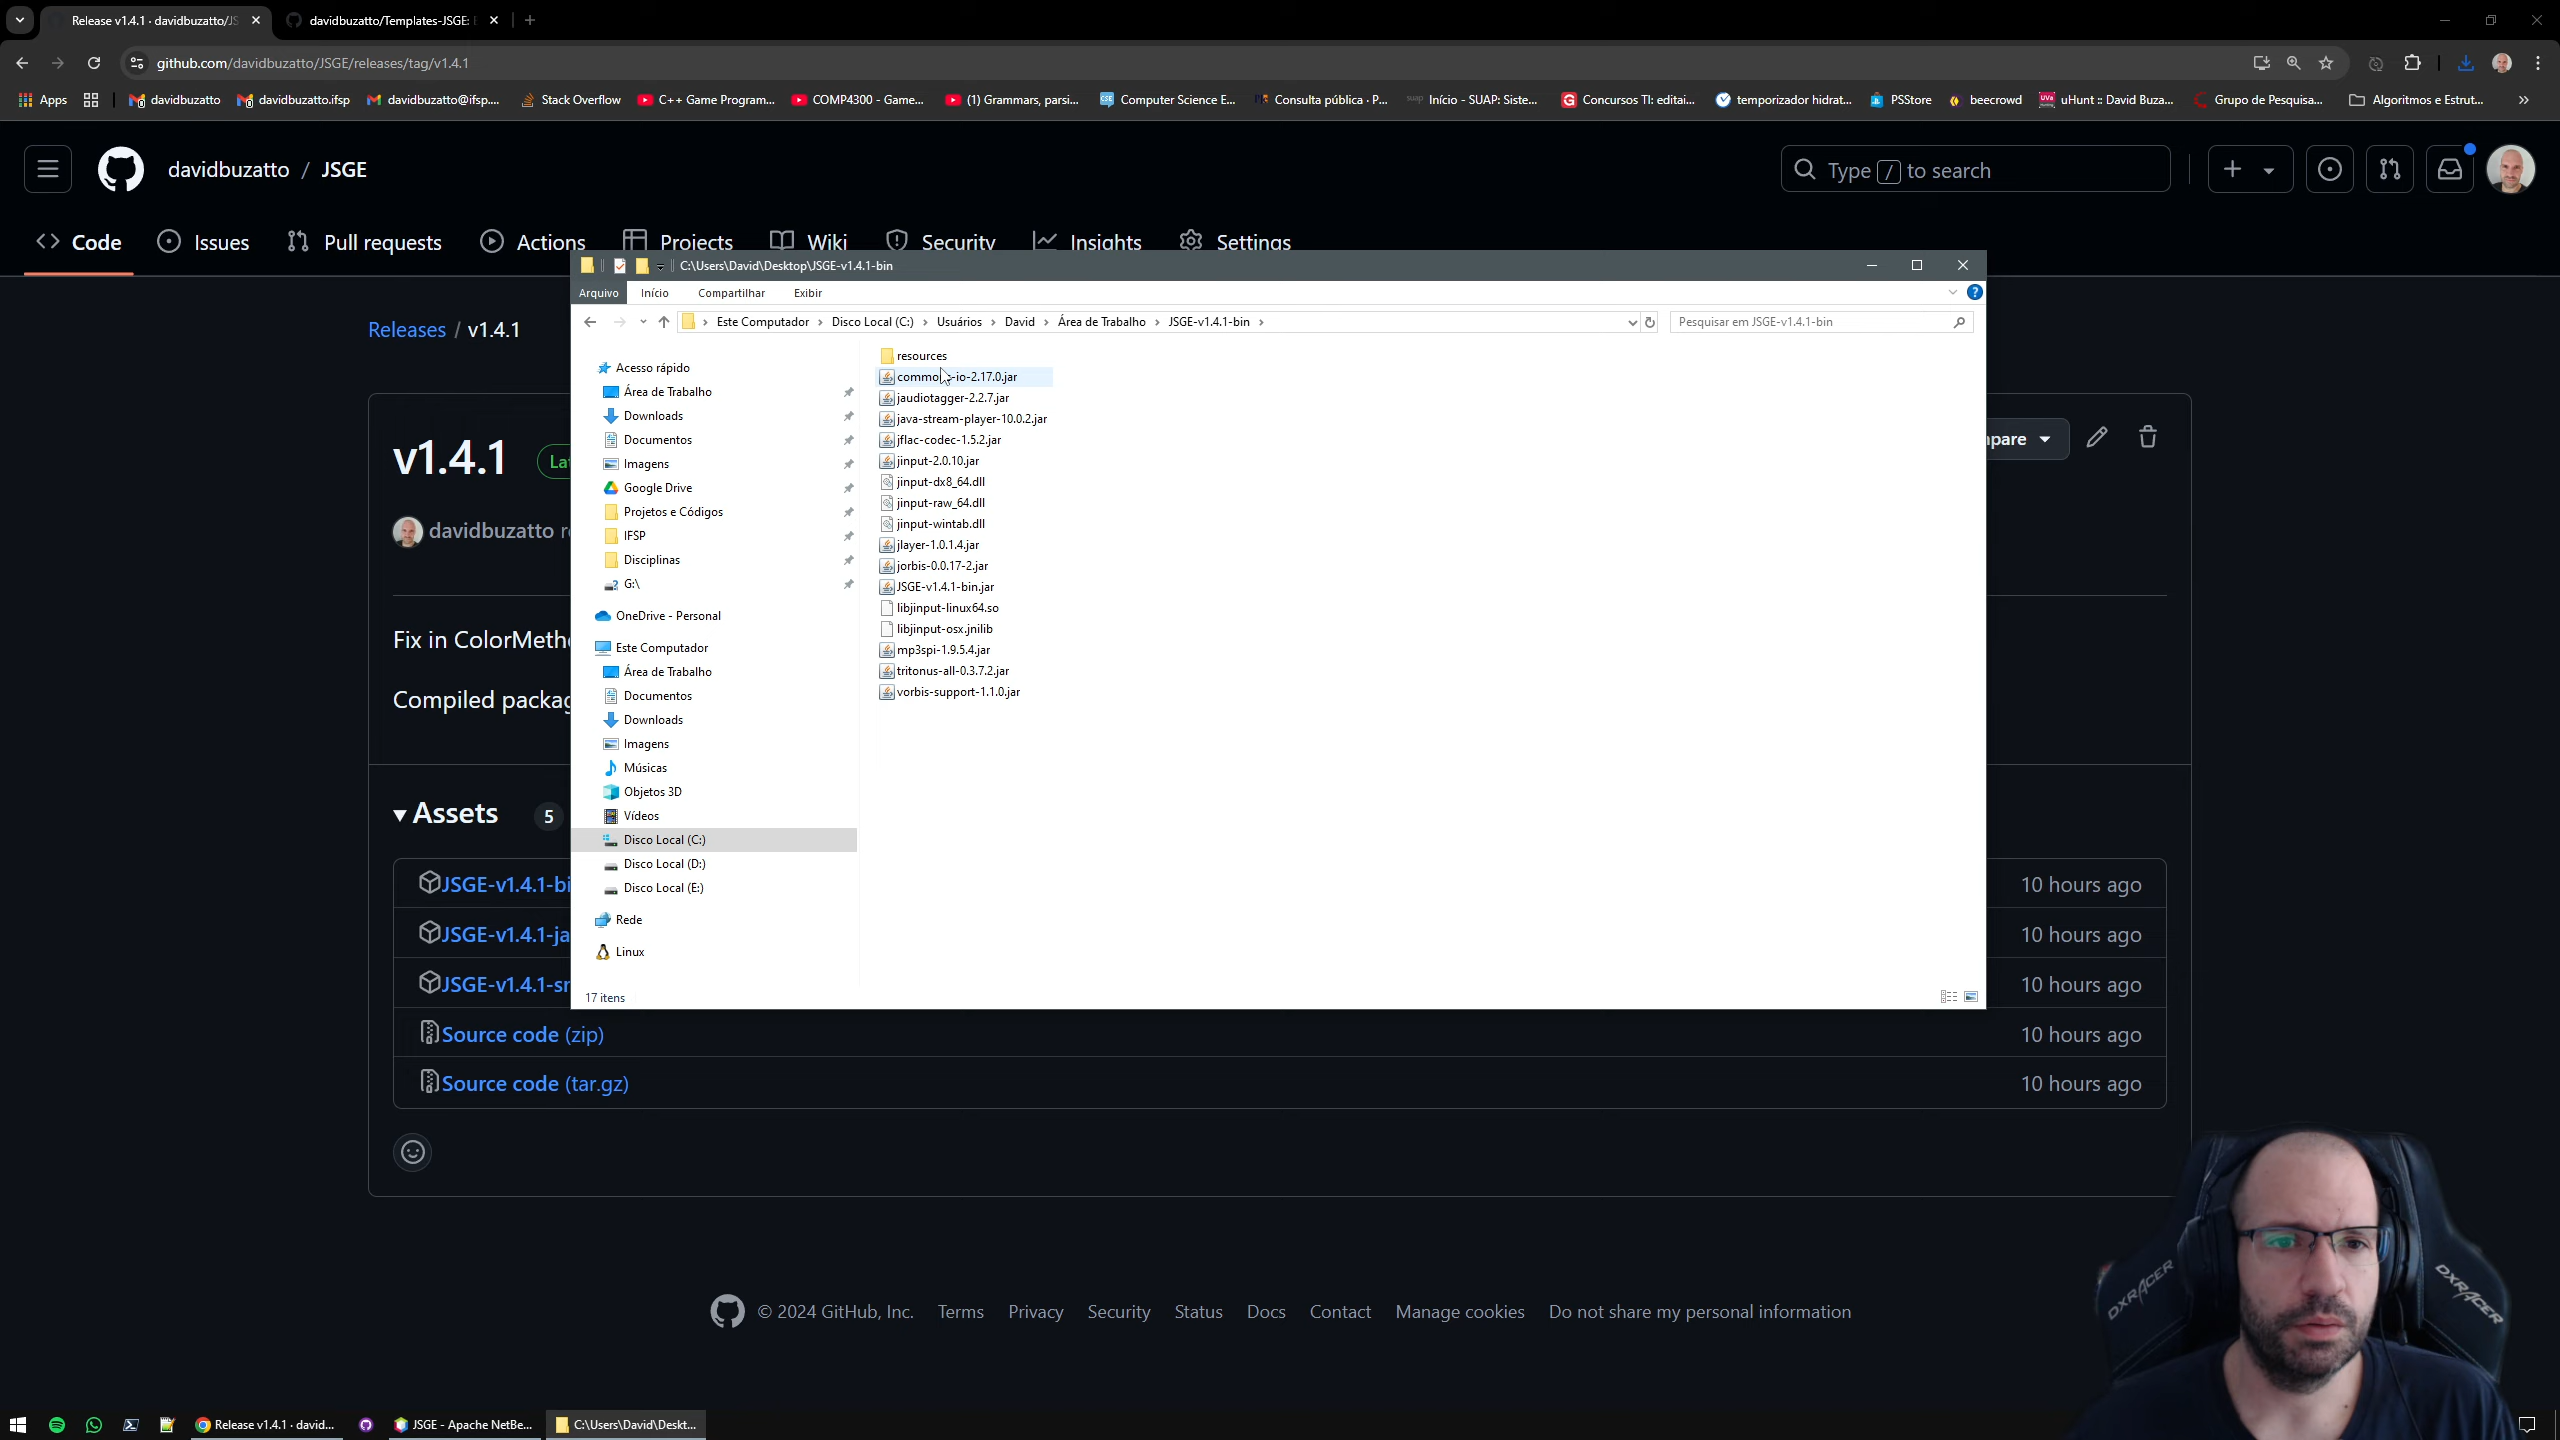 Release v1.4.1 · davidbuzatto/JS
davidbuzatto/Templates-JSGE:
github.com/davidbuzatto/JSGE/releases/tag/v1.4.1
Apps
davidbuzatto
davidbuzatto.ifsp
davidbuzatto@ifsp....
Stack Overflow
C++ Game Program...
COMP4300 - Game...
(1) Grammars, parsi...
Computer Science E...
Consulta pública · P...
Início - SUAP: Siste...
Concursos TI: editai...
temporizador hidrat...
PSStore
beecrowd
uHunt :: David Buza...
Grupo de Pesquisa...
Algoritmos e Estrut...
»
davidbuzatto / JSGE
Type / to search
Code
Issues
Pull requests
Actions
Projects
Wiki
Security
Insights
Settings
C:\Users\David\Desktop\JSGE-v1.4.1-bin
Arquivo
Início
Compartilhar
Exibir
Este Computador
Disco Local (C:)
Usuários
David
Área de Trabalho
JSGE-v1.4.1-bin
Pesquisar em JSGE-v1.4.1-bin
Releases / v1.4.1
v1.4.1
davidbuzatto
Fix in ColorMeth
Compiled packag
pare
Acesso rápido
Área de Trabalho
Downloads
Documentos
Imagens
Google Drive
Projetos e Códigos
IFSP
Disciplinas
G:\
OneDrive - Personal
Este Computador
Área de Trabalho
Documentos
Downloads
Imagens
Músicas
Objetos 3D
Vídeos
Disco Local (C:)
Disco Local (D:)
Disco Local (E:)
Rede
Linux
resources
jaudiotagger-2.2.7.jar
java-stream-player-10.0.2.jar
jflac-codec-1.5.2.jar
jinput-2.0.10.jar
jinput-dx8_64.dll
jinput-raw_64.dll
jinput-wintab.dll
jlayer-1.0.1.4.jar
jorbis-0.0.17-2.jar
JSGE-v1.4.1-bin.jar
libjinput-linux64.so
libjinput-osx.jnilib
mp3spi-1.9.5.4.jar
tritonus-all-0.3.7.2.jar
vorbis-support-1.1.0.jar
17 itens
Assets 5
JSGE-v1.4.1-bi
10 hours ago
JSGE-v1.4.1-ja
10 hours ago
JSGE-v1.4.1-sr
10 hours ago
Source code (zip)
10 hours ago
Source code (tar.gz)
10 hours ago
© 2024 GitHub, Inc.
Terms
Privacy
Security
Status
Docs
Contact
Manage cookies
Do not share my personal information
DXRACER
DXRACER
Release v1.4.1 · david...
JSGE - Apache NetBe...
C:\Users\David\Deskt...